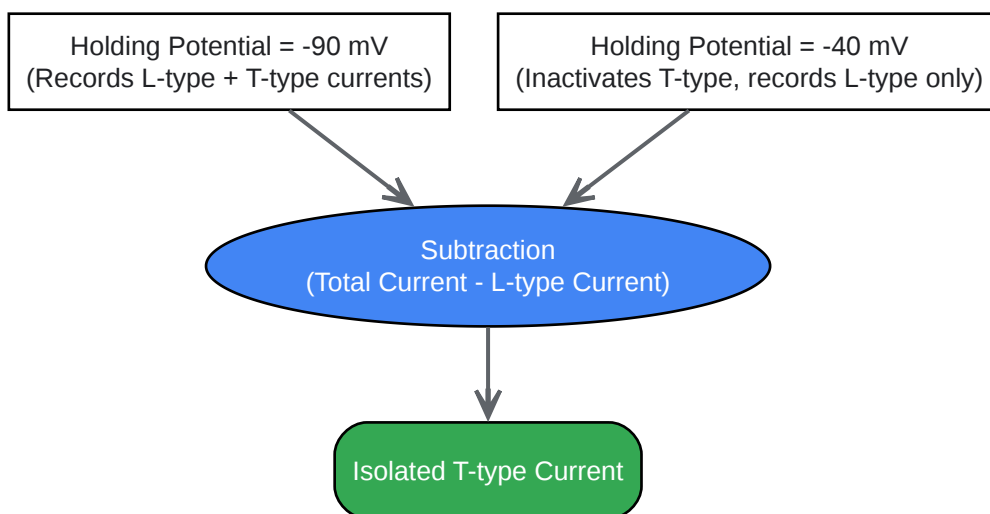 Holding Potential = -90 mV
(Records L-type + T-type currents)
Holding Potential = -40 mV
(Inactivates T-type, records L-type only)
Subtraction
(Total Current - L-type Current)
Isolated T-type Current